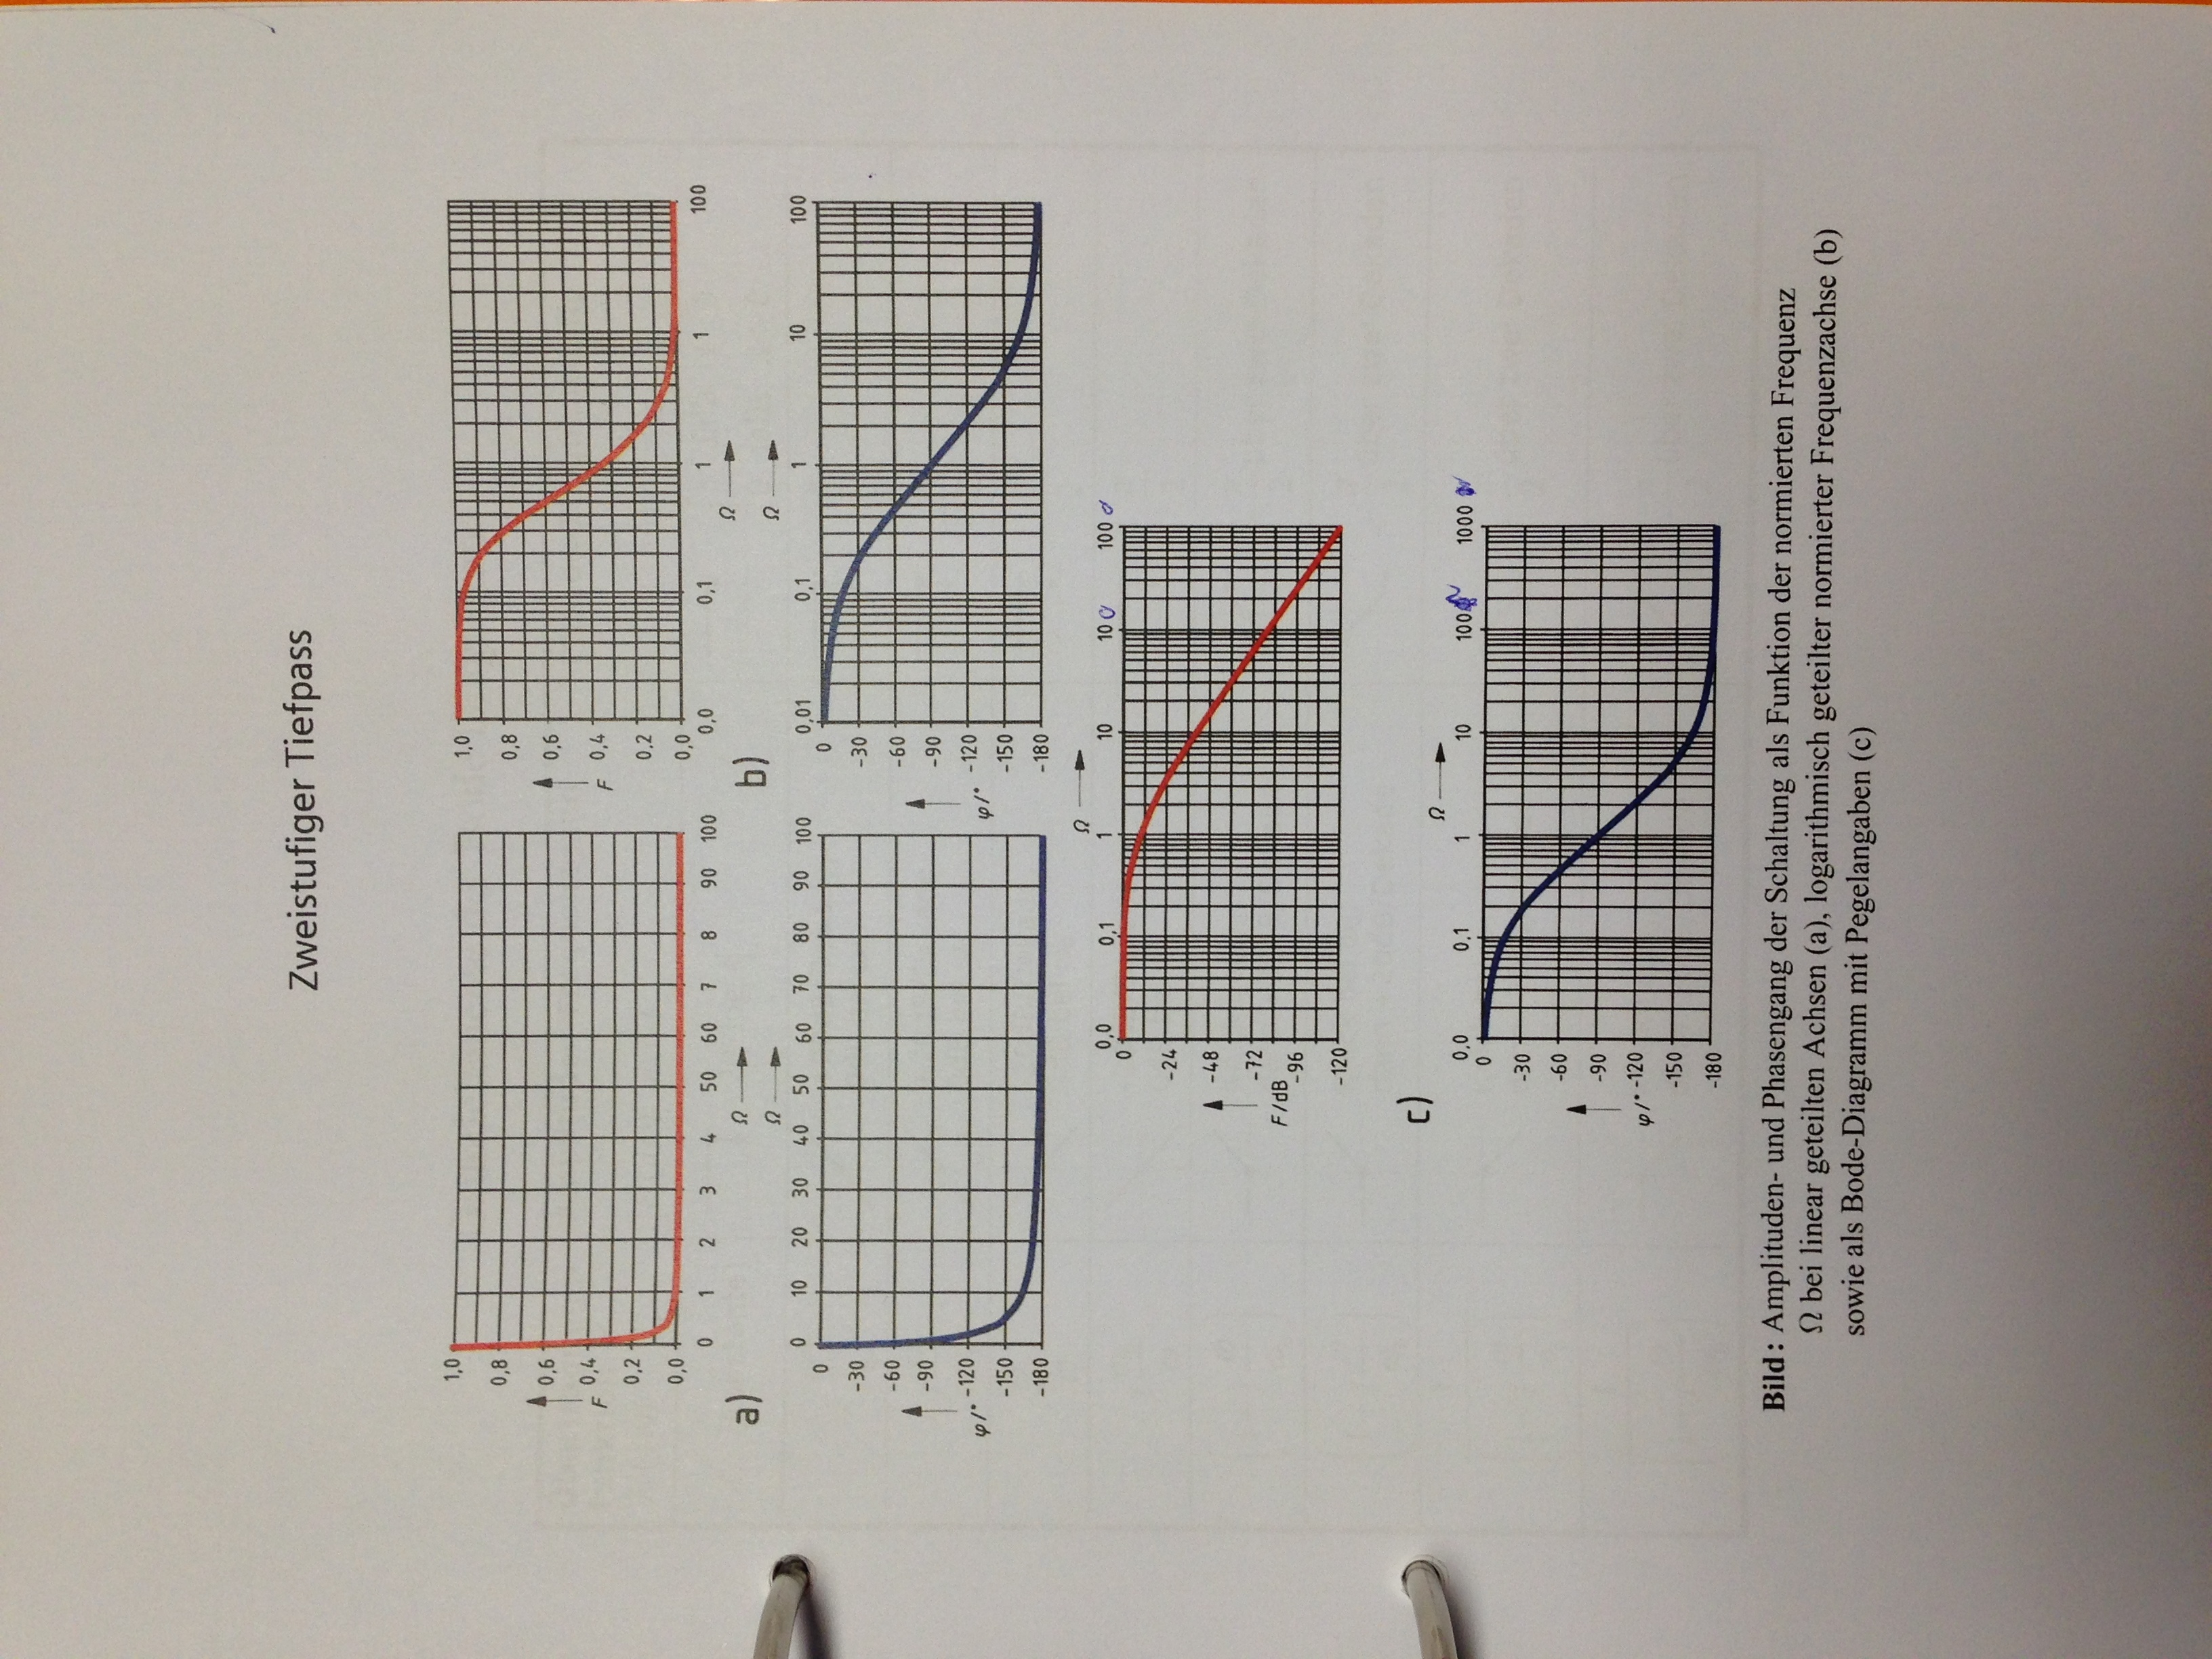 Zweistufiger Tiefpass
1,0
0,8
0,6
F 0,4
0,2
0,0
0 1 2 3 4 50 60 7 8 90 100
Ω
a)
1,0
0,8
0,6
F 0,4
0,2
0,0
0,0 0,1 1 1 100
Ω
b)
Ω
0 10 20 30 40 50 60 70 80 90 100
0
-30
-60
-90
φ/° -120
-150
-180
Ω
0,01 0,1 1 10 100
0
-30
-60
-90
φ/° -120
-150
-180
Ω
0,0 0,1 1 10 100 1000
0
-24
-48
-72
F/dB
-96
-120
c)
Ω
0,0 0,1 1 10 100 1000
0
-30
-60
-90
φ/° -120
-150
-180
Bild: Amplituden- und Phasengang der Schaltung als Funktion der normierten Frequenz
Ω bei linear geteilten Achsen (a), logarithmisch geteilter normierter Frequenzachse (b)
sowie als Bode-Diagramm mit Pegelangaben (c)